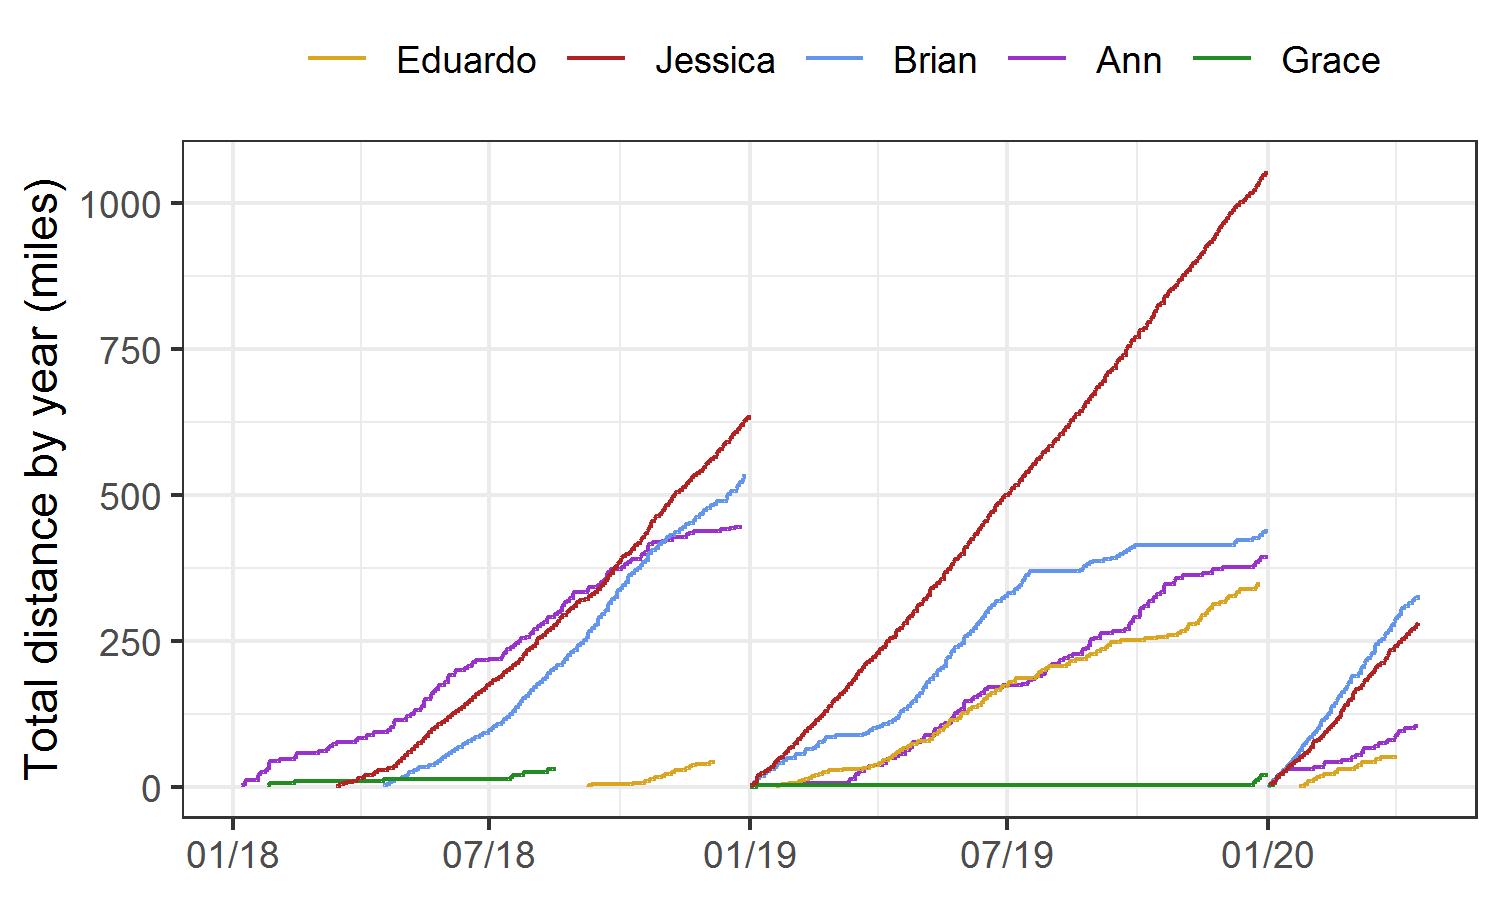 Eduardo Jessica Brian Ann Grace
Total distance by year (miles)
1000
750
500
250
0
01/18 07/18 01/19 07/19 01/20